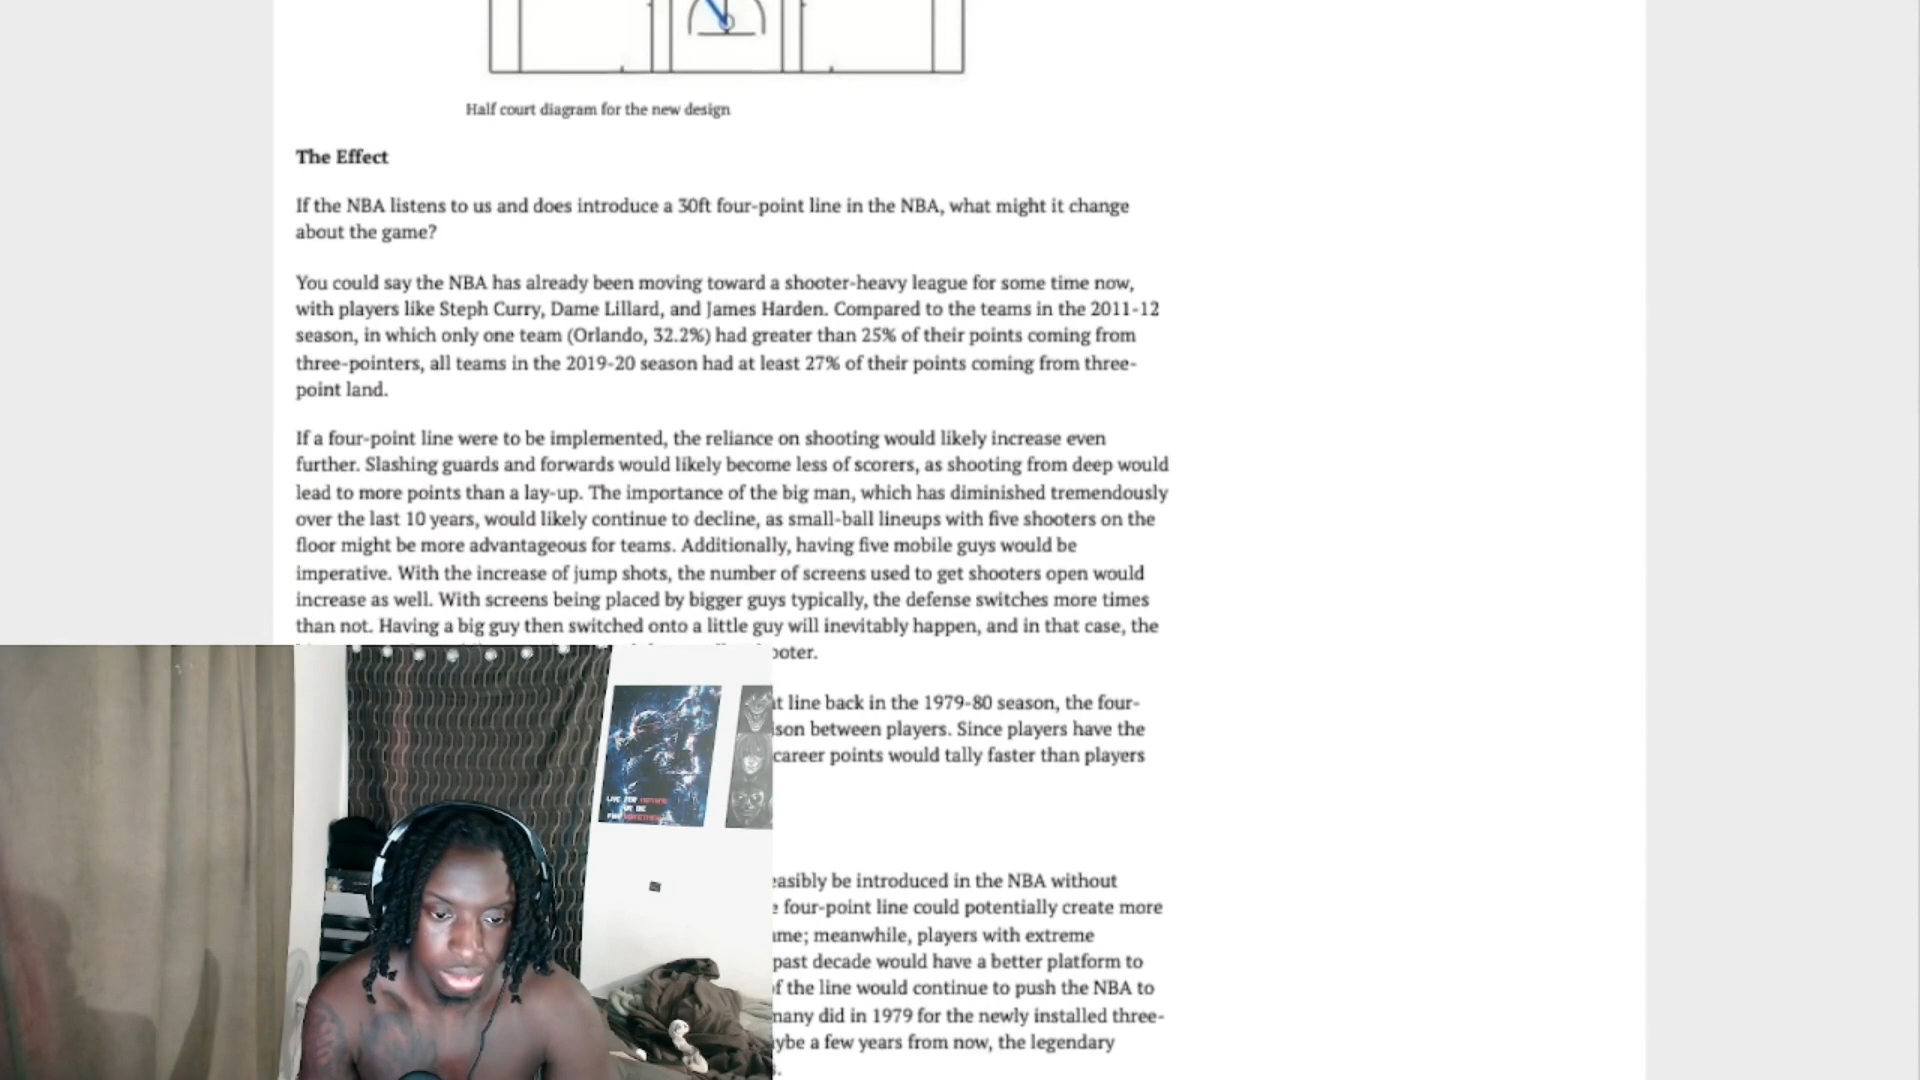 Half court diagram for the new design
The Effect
If the NBA listens to us and does introduce a 30ft four-point line in the NBA, what might it change
about the game?
You could say the NBA has already been moving toward a shooter-heavy league for some time now,
with players like Steph Curry, Dame Lillard, and James Harden. Compared to the teams in the 2011-12
season, in which only one team (Orlando, 32.2%) had greater than 25% of their points coming from
three-pointers, all teams in the 2019-20 season had at least 27% of their points coming from three-
point land.
If a four-point line were to be implemented, the reliance on shooting would likely increase even
further. Slashing guards and forwards would likely become less of scorers, as shooting from deep would
lead to more points than a lay-up. The importance of the big man, which has diminished tremendously
over the last 10 years, would likely continue to decline, as small-ball lineups with five shooters on the
floor might be more advantageous for teams. Additionally, having five mobile guys would be
imperative. With the increase of jump shots, the number of screens used to get shooters open would
increase as well. With screens being placed by bigger guys typically, the defense switches more times
than not. Having a big guy then switched onto a little guy will inevitably happen, and in that case, the
line back in the 1979-80 season, the four-
between players. Since players have the
career points would tally faster than players
be introduced in the NBA without
four-point line could potentially create more
meanwhile, players with extreme
past decade would have a better platform to
the line would continue to push the NBA to
did in 1979 for the newly installed three-
a few years from now, the legendary
LIVE FOR NOTHING
OR DIE
FOR SOMETHING